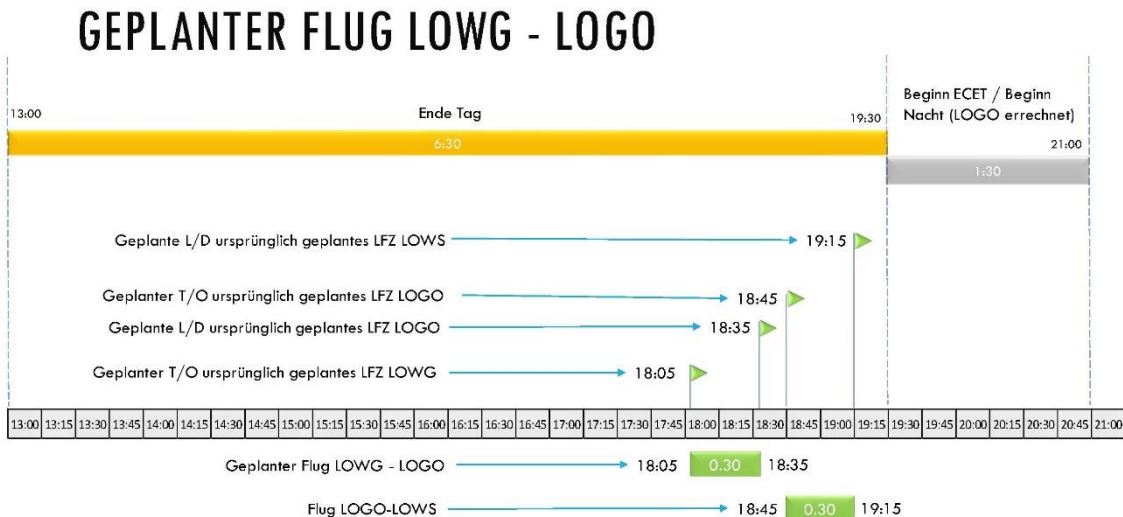 GEPLANTER FLUG LOWG - LOGO
Beginn ECET / Beginn
Nacht (LOGO errechnet)
13:00
Ende Tag
19:30
6:30
21:00
1:30
Geplante L/D ursprünglich geplantes LFZ LOWS
19:15
Geplanter T/O ursprünglich geplantes LFZ LOGO
18:45
Geplante L/D ursprünglich geplantes LFZ LOGO
18:35
Geplanter T/O ursprünglich geplantes LFZ LOWG
18:05
13:00 13:15 13:30 13:45 14:00 14:15 14:30 14:45 15:00 15:15 15:30 15:45 16:00 16:15 16:30 16:45 17:00 17:15 17:30 17:45 18:00 18:15 18:30 18:45 19:00 19:15 19:30 19:45 20:00 20:15 20:30 20:45 21:00
Geplanter Flug LOWG - LOGO 18:05 0.30 18:35
Flug LOGO-LOWS 18:45 0.30 19:15